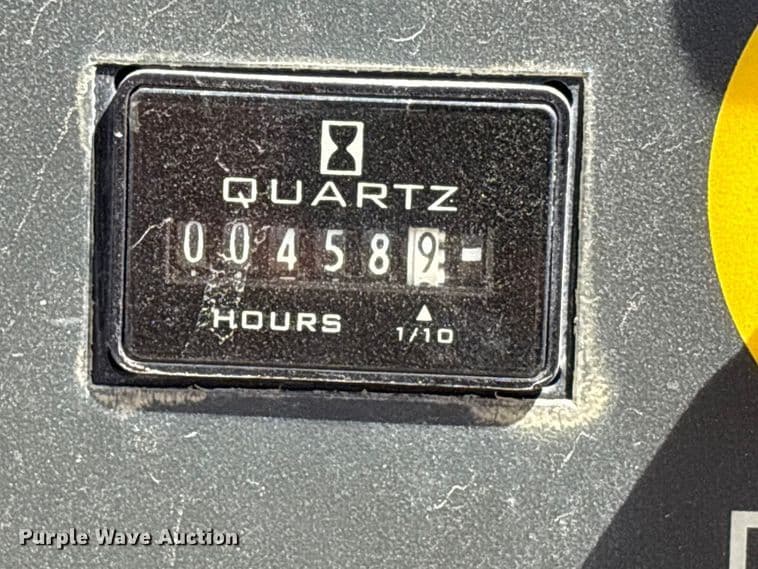 QUARTZ
004589
HOURS
1/10
Purple Wave Auction